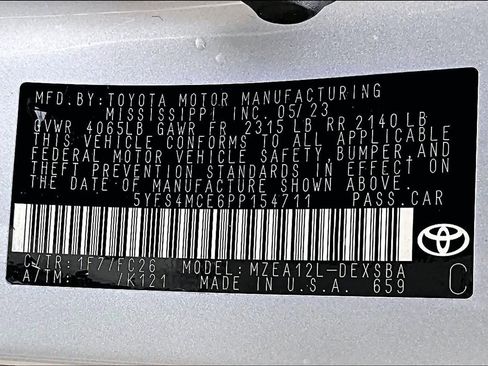 MFD.BY:TOYOTA MOTOR MANUFACTURING
MISSISSIPPI INC. 05/23
GVWR 4065LB GAWR FR 2315 LB RR 2140 LB
THIS VEHICLE CONFORMS TO ALL APPLICABLE
FEDERAL MOTOR VEHICLE SAFETY, BUMPER, AND
THEFT PREVENTION STANDARDS IN EFFECT ON
THE DATE OF MANUFACTURE SHOWN ABOVE.
5YFS4MCE6PP154711 PASS.CAR
C/TR:1F7/FC26 MODEL:MZEA12L-DEXSBA
A/TM: /K121 MADE IN U.S.A. 659 C